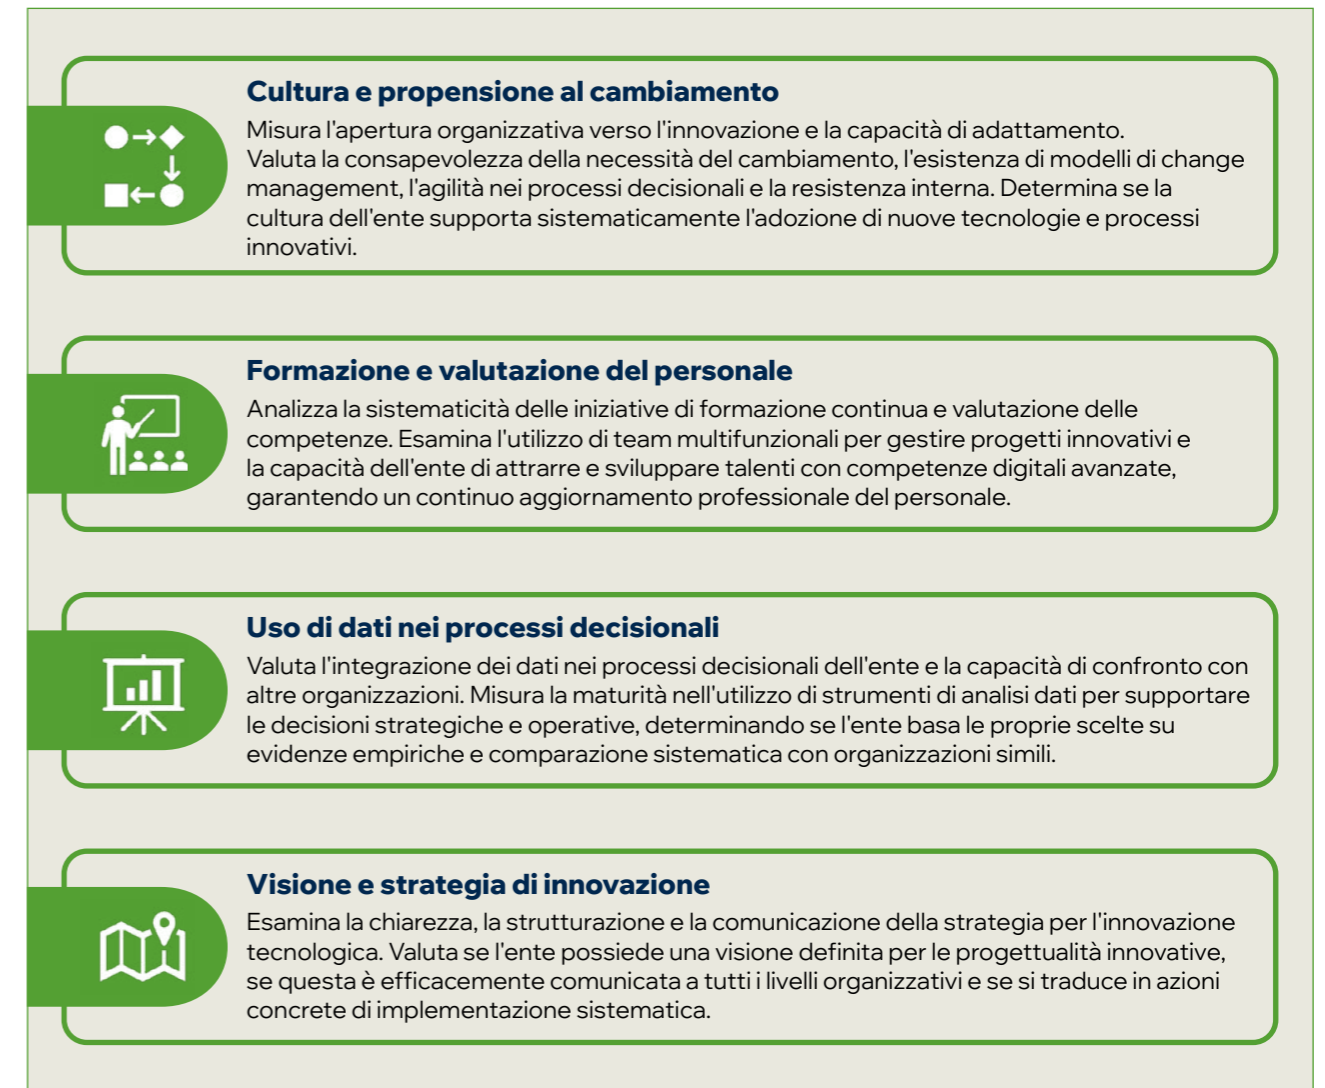 Cultura e propensione al cambiamento
Misura l'apertura organizzativa verso l'innovazione e la capacità di adattamento.
Valuta la consapevolezza della necessità del cambiamento, l'esistenza di modelli di change
management, l'agilità nei processi decisionali e la resistenza interna. Determina se la
cultura dell'ente supporta sistematicamente l'adozione di nuove tecnologie e processi
innovativi.
Formazione e valutazione del personale
Analizza la sistematicità delle iniziative di formazione continua e valutazione delle
competenze. Esamina l'utilizzo di team multifunzionali per gestire progetti innovativi e
la capacità dell'ente di attrarre e sviluppare talenti con competenze digitali avanzate,
garantendo un continuo aggiornamento professionale del personale.
Uso di dati nei processi decisionali
Valuta l'integrazione dei dati nei processi decisionali dell'ente e la capacità di confronto con
altre organizzazioni. Misura la maturità nell'utilizzo di strumenti di analisi dati per supportare
le decisioni strategiche e operative, determinando se l'ente basa le proprie scelte su
evidenze empiriche e comparazione sistematica con organizzazioni simili.
Visione e strategia di innovazione
Esamina la chiarezza, la strutturazione e la comunicazione della strategia per l'innovazione
tecnologica. Valuta se l'ente possiede una visione definita per le progettualità innovative,
se questa è efficacemente comunicata a tutti i livelli organizzativi e se si traduce in azioni
concrete di implementazione sistematica.